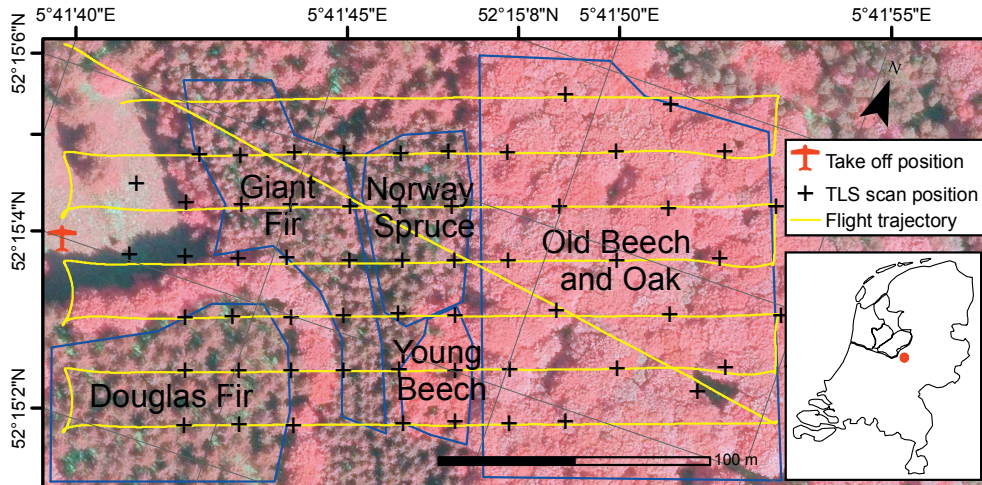 5°41'40"E
5°41'45"E
52°15'8"N
5°41'50"E
5°41'55"E
52°15'6"N
52°15'4"N
52°15'2"N
N
Take off position
TLS scan position
Flight trajectory
Giant
Fir
Norway
Spruce
Old Beech
and Oak
Young
Beech
Douglas Fir
100 m